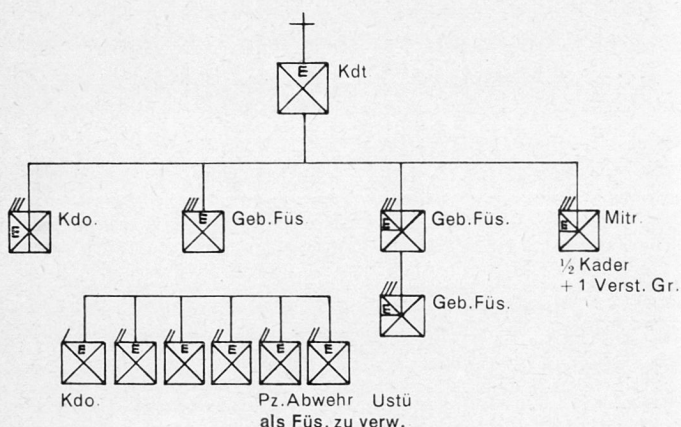 E
Kdt
E
Kdo.
E
Geb.Füs
E
Geb.Füs.
E
Mitr.
½ Kader
+ 1 Verst. Gr.
E
Geb.Füs.
E E E E E E
Kdo.
Pz.Abwehr Ustü
als Füs. zu verw.